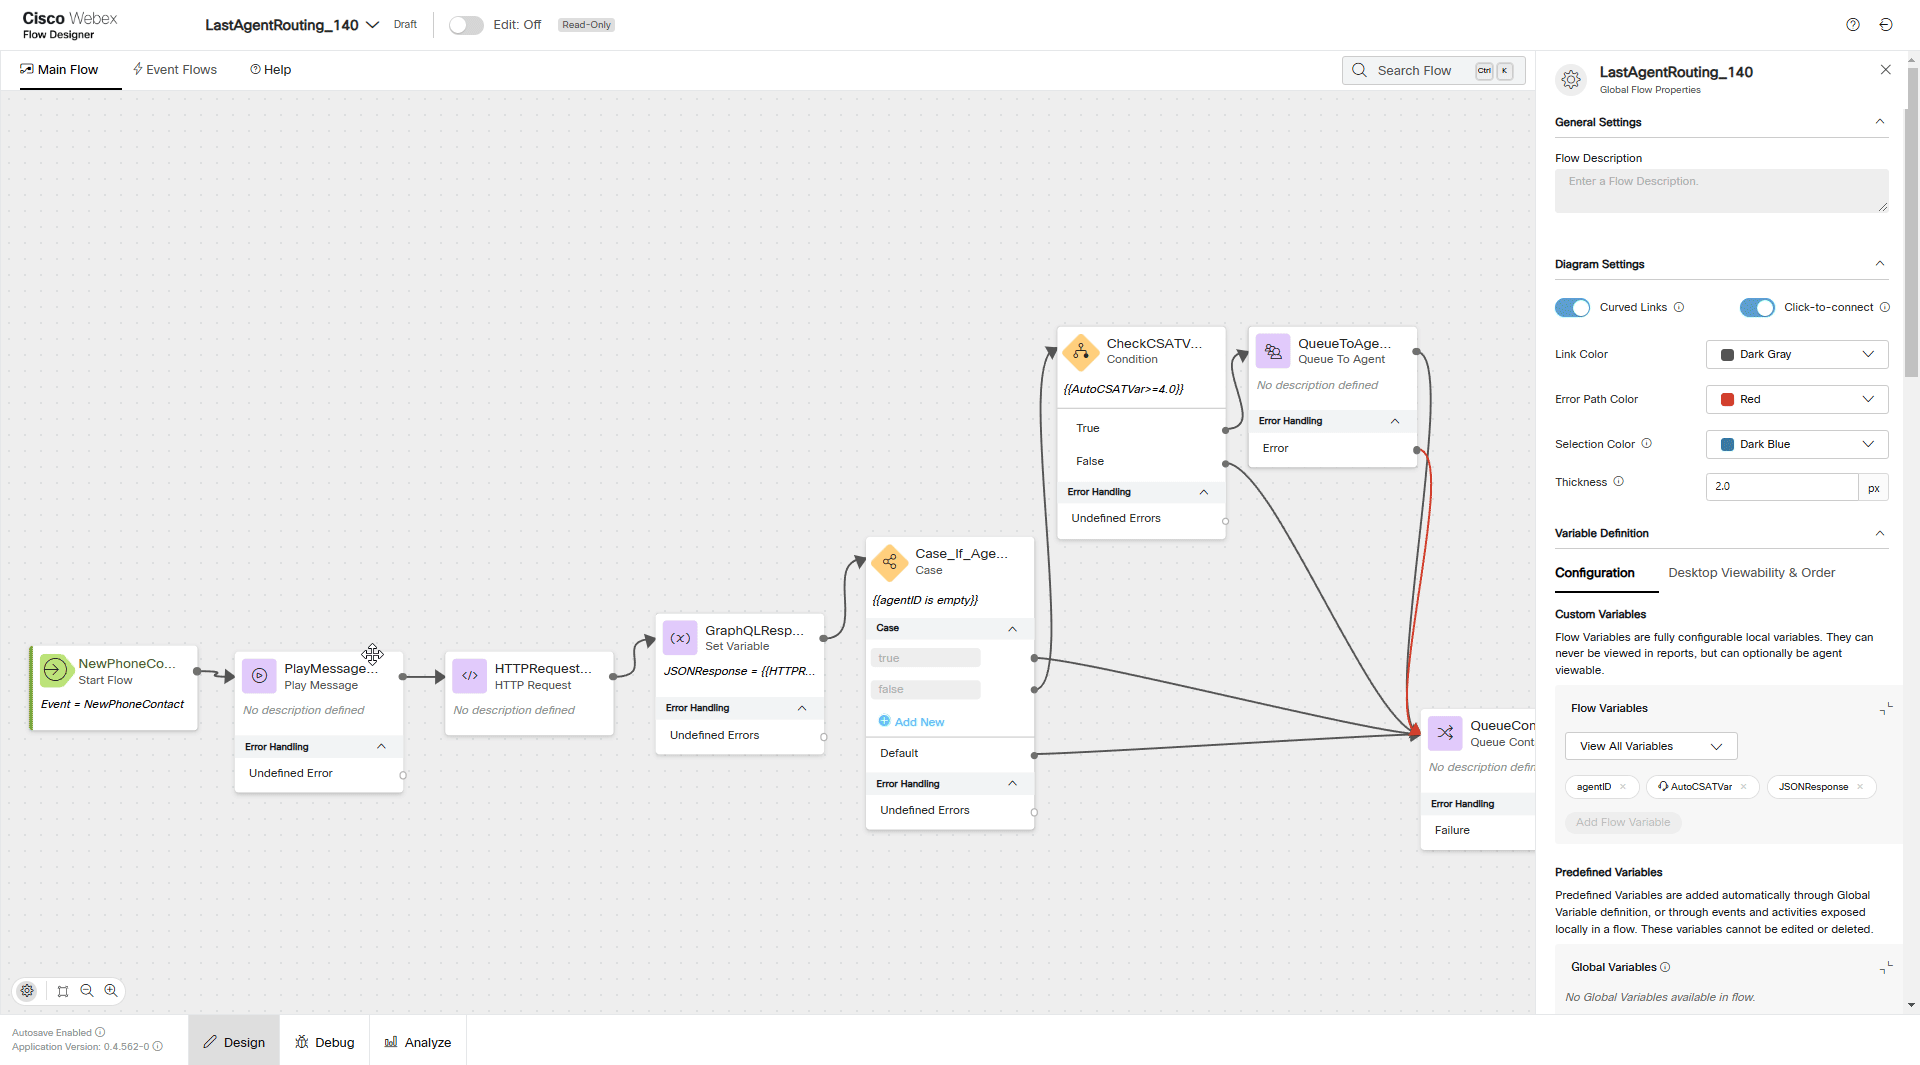 Cisco Webex
Flow Designer
LastAgentRouting_140
Draft
Edit: Off
Read-Only
Main Flow
Event Flows
Help
Search Flow
Ctrl
K
NewPhoneCo...
Start Flow
Event = NewPhoneContact
PlayMessage...
Play Message
No description defined
Error Handling
Undefined Error
HTTPRequest...
HTTP Request
No description defined
GraphQLResp...
Set Variable
JSONResponse = {{HTTPR...
Error Handling
Undefined Errors
Case_If_Age...
Case
{{agentID is empty}}
Case
true
false
Add New
Default
Error Handling
Undefined Errors
CheckCSATV...
Condition
{{AutoCSATVar>=4.0}}
True
False
Error Handling
Undefined Errors
QueueToAge...
Queue To Agent
No description defined
Error Handling
Error
QueueCon
Queue Cont
No description defin
Error Handling
Failure
LastAgentRouting_140
Global Flow Properties
General Settings
Flow Description
Enter a Flow Description.
Diagram Settings
Curved Links
Click-to-connect
Link Color
Dark Gray
Error Path Color
Red
Selection Color
Dark Blue
Thickness
2.0
px
Variable Definition
Configuration
Desktop Viewability & Order
Custom Variables
Flow Variables are fully configurable local variables. They can
never be viewed in reports, but can optionally be agent
viewable.
Flow Variables
View All Variables
agentID
AutoCSATVar
JSONResponse
Add Flow Variable
Predefined Variables
Predefined Variables are added automatically through Global
Variable definition, or through events and activities exposed
locally in a flow. These variables cannot be edited or deleted.
Global Variables
No Global Variables available in flow.
Autosave Enabled
Application Version: 0.4.562-0
Design
Debug
Analyze